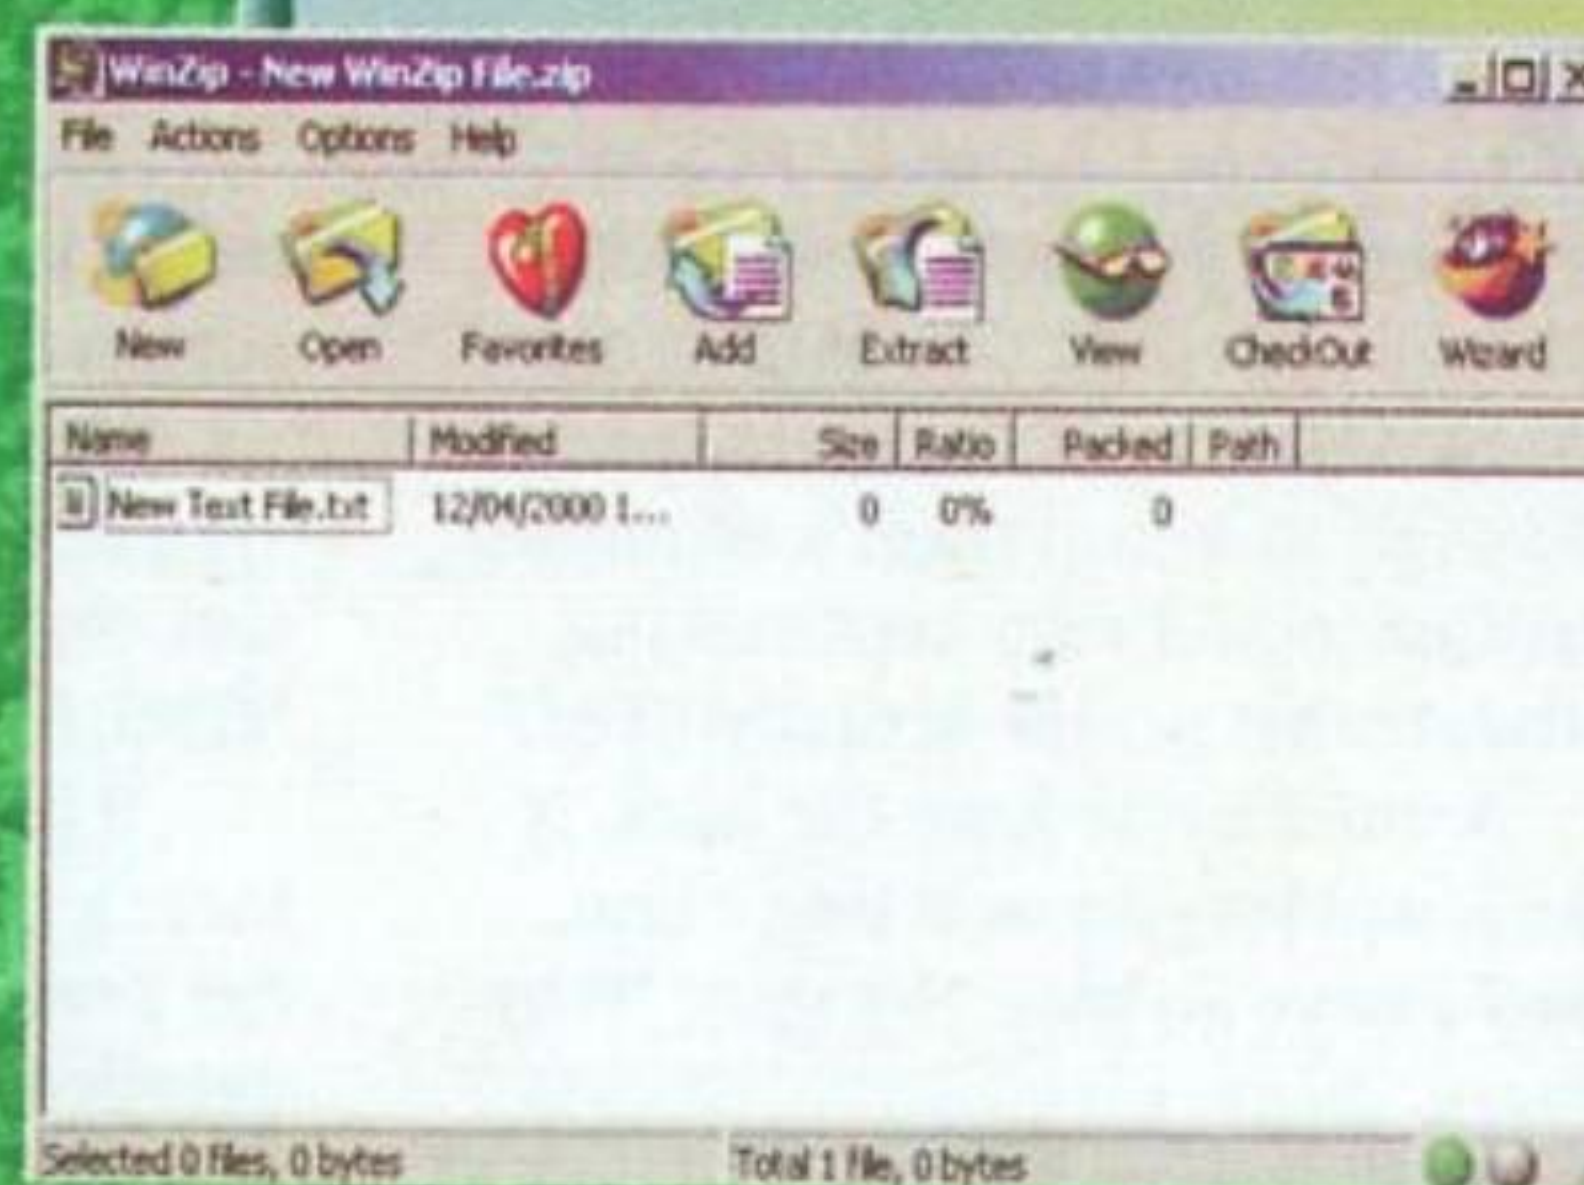 WinZip - New WinZip File.zip
File Actions Options Help
New Open Favorites Add Extract View CheckOut Wizard
Name Modified Size Ratio Packed Path
New Text File.txt 12/04/2000 1... 0 0% 0
Selected 0 files, 0 bytes Total 1 file, 0 bytes